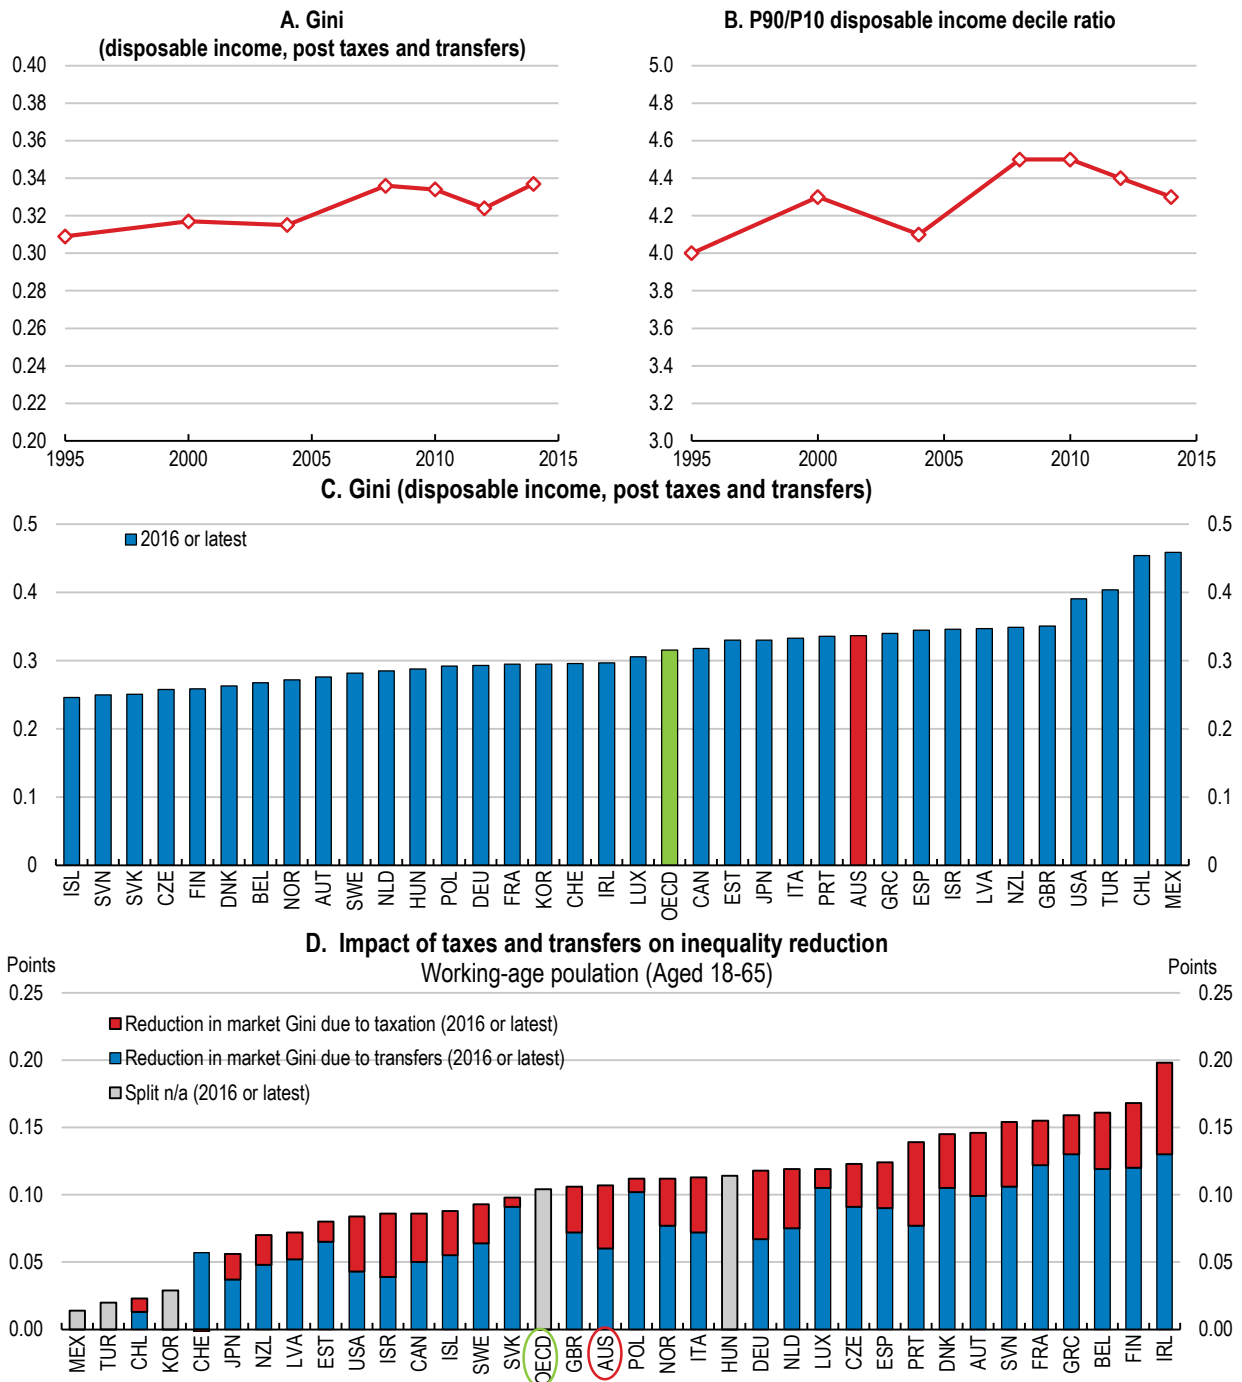 A. Gini
(disposable income, post taxes and transfers)
0.40
0.38
0.36
0.34
0.32
0.30
0.28
0.26
0.24
0.22
0.20
1995 2000 2005 2010 2015
B. P90/P10 disposable income decile ratio
5.0
4.8
4.6
4.4
4.2
4.0
3.8
3.6
3.4
3.2
3.0
1995 2000 2005 2010 2015
C. Gini (disposable income, post taxes and transfers)
2016 or latest
0.5 0.5
0.4 0.4
0.3 0.3
0.2 0.2
0.1 0.1
0 0
ISL SVN SVK CZE FIN DNK BEL NOR AUT SWE NLD HUN POL DEU FRA KOR CHE IRL LUX OECD CAN EST JPN ITA PRT AUS GRC ESP ISR LVA NZL GBR USA TUR CHL MEX
D. Impact of taxes and transfers on inequality reduction
Working-age poulation (Aged 18-65)
Points Points
0.25 0.25
Reduction in market Gini due to taxation (2016 or latest)
Reduction in market Gini due to transfers (2016 or latest)
Split n/a (2016 or latest)
0.20 0.20
0.15 0.15
0.10 0.10
0.05 0.05
0.00 0.00
MEX TUR CHL KOR CHE JPN NZL LVA EST USA ISR CAN ISL SWE SVK OECD GBR AUS POL NOR ITA HUN DEU NLD LUX CZE ESP PRT DNK AUT SVN FRA GRC BEL FIN IRL